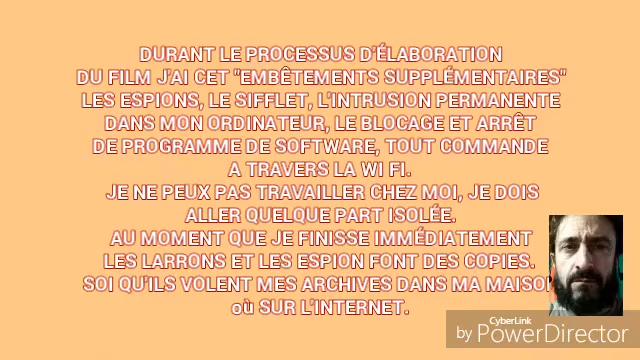 DURANT LE PROCESSUS D'ÉLABORATION
DU FILM J'AI CET "EMBÊTEMENTS SUPPLÉMENTAIRES"
LES ESPIONS, LE SIFFLET, L'INTRUSION PERMANENTE
DANS MON ORDINATEUR, LE BLOCAGE ET ARRÊT
DE PROGRAMME DE SOFTWARE, TOUT COMMANDE
A TRAVERS LA WI FI.
JE NE PEUX PAS TRAVAILLER CHEZ MOI, JE DOIS
ALLER QUELQUE PART ISOLÉE.
AU MOMENT QUE JE FINISSE IMMÉDIATEMENT
LES LARRONS ET LES ESPION FONT DES COPIES.
SOI QU'ILS VOLENT MES ARCHIVES DANS MA MAISON
où SUR L'INTERNET.
CyberLink
by PowerDirector